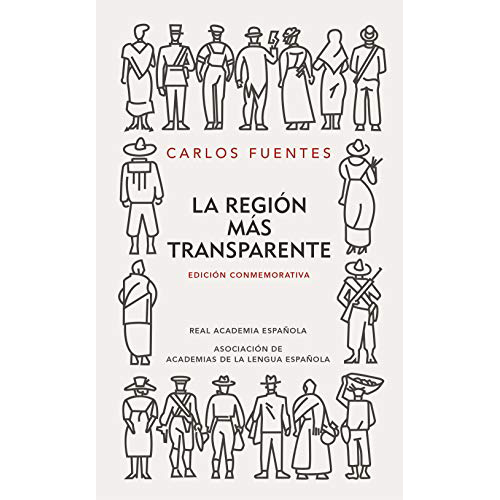 CARLOS FUENTES
LA REGIÓN
MÁS
TRANSPARENTE
EDICIÓN CONMEMORATIVA
REAL ACADEMIA ESPAÑOLA
ASOCIACIÓN DE
ACADEMIAS DE LA LENGUA ESPAÑOLA